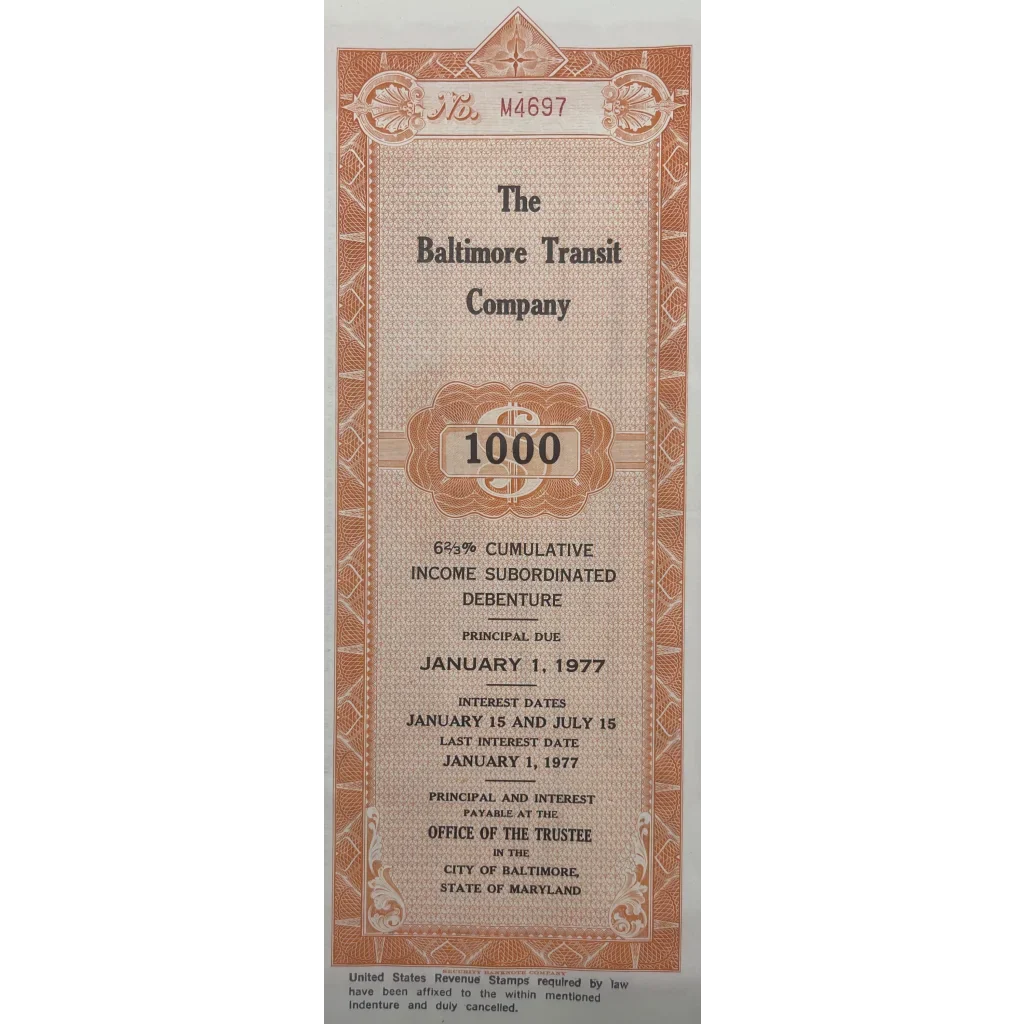 No. M4697
The
Baltimore Transit
Company
$
1000
6⅔% CUMULATIVE
INCOME SUBORDINATED
DEBENTURE
PRINCIPAL DUE
JANUARY 1, 1977
INTEREST DATES
JANUARY 15 AND JULY 15
LAST INTEREST DATE
JANUARY 1, 1977
PRINCIPAL AND INTEREST
PAYABLE AT THE
OFFICE OF THE TRUSTEE
IN THE
CITY OF BALTIMORE,
STATE OF MARYLAND
SECURITY BANKNOTE COMPANY
United States Revenue Stamps required by law
have been affixed to the within mentioned
Indenture and duly cancelled.